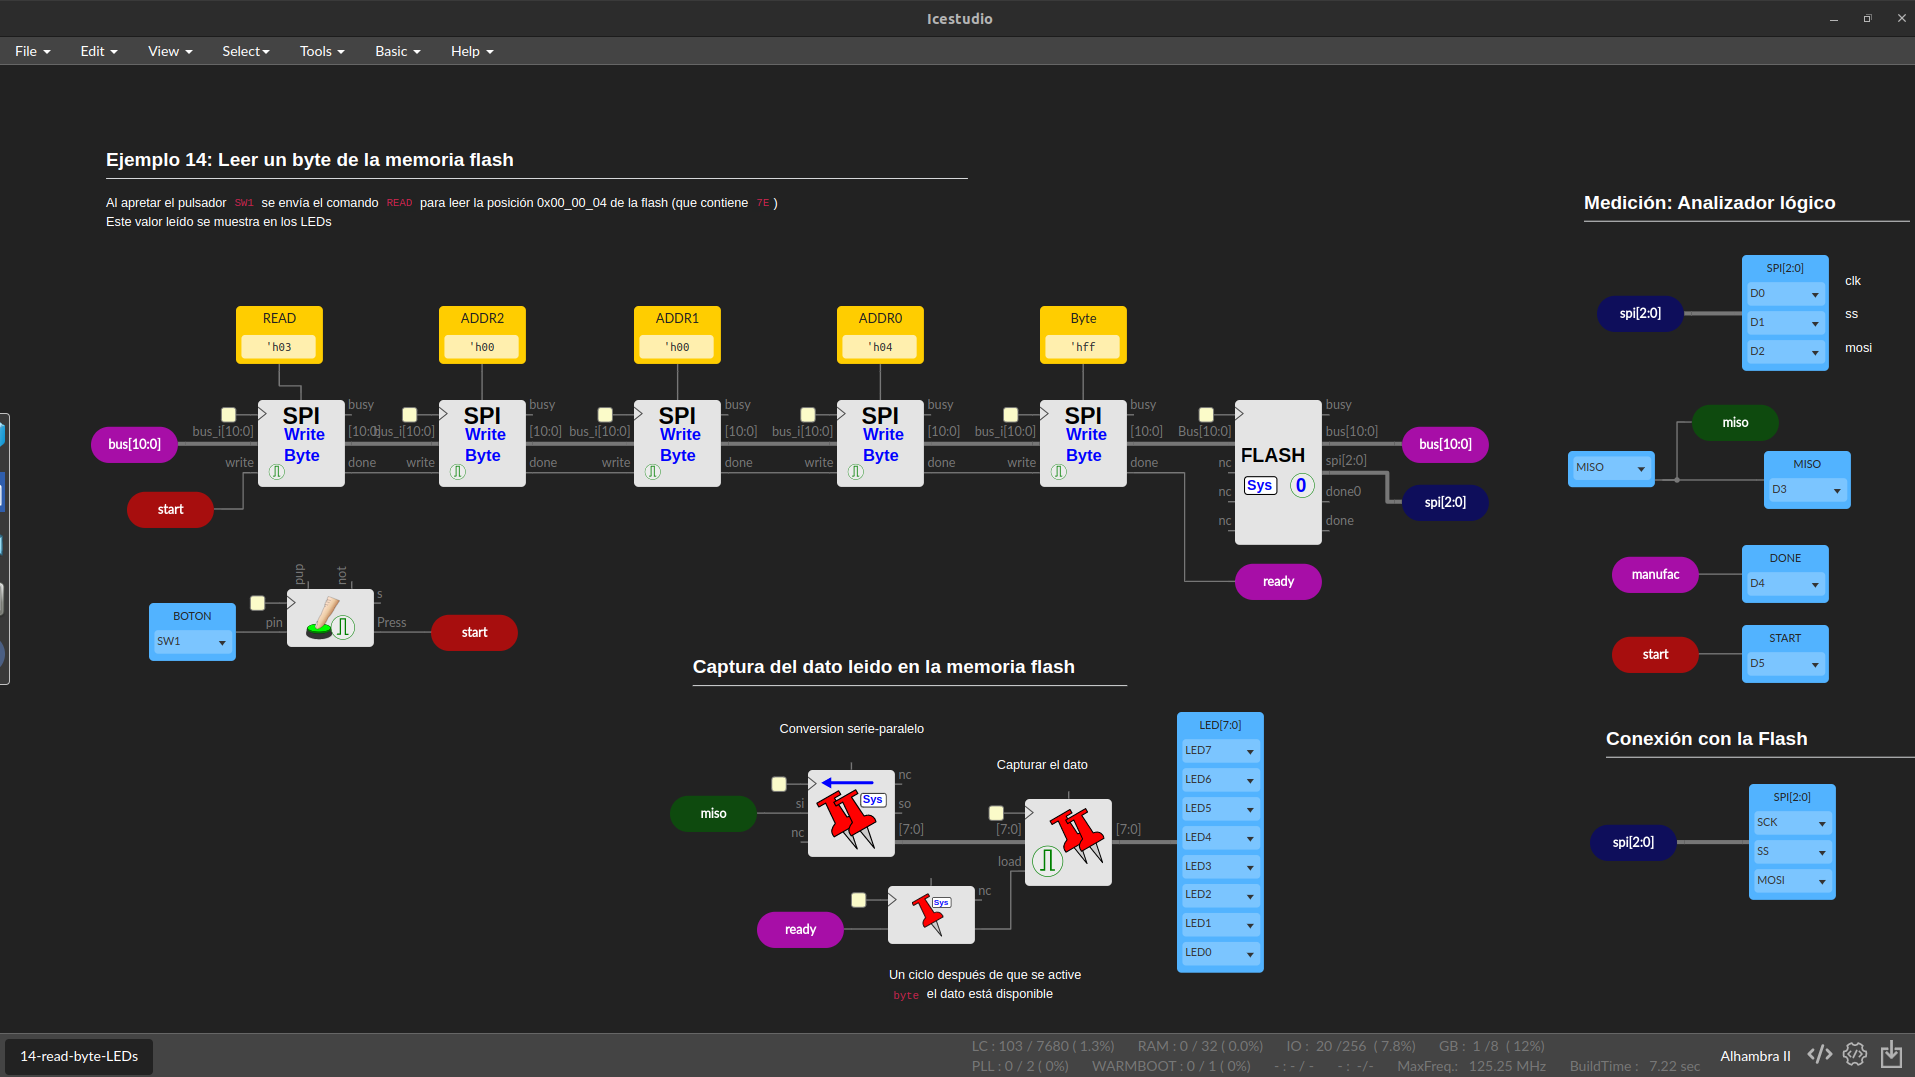 Icestudio
File
Edit
View
Select
Tools
Basic
Help
Ejemplo 14: Leer un byte de la memoria flash
Al apretar el pulsador SW1 se envía el comando READ para leer la posición 0x00_00_04 de la flash (que contiene 7E )
Este valor leído se muestra en los LEDs
READ
'h03
ADDR2
'h00
ADDR1
'h00
ADDR0
'h04
Byte
'hff
bus[10:0]
start
bus_i[10:0]
write
SPI
Write
Byte
busy
[10:0]
done
bus_i[10:0]
write
SPI
Write
Byte
busy
[10:0]
done
bus_i[10:0]
write
SPI
Write
Byte
busy
[10:0]
done
bus_i[10:0]
write
SPI
Write
Byte
busy
[10:0]
done
bus_i[10:0]
write
SPI
Write
Byte
busy
[10:0]
done
Bus[10:0]
nc
nc
nc
FLASH
Sys
0
busy
bus[10:0]
spi[2:0]
done0
done
bus[10:0]
spi[2:0]
ready
BOTON
SW1
pup
not
pin
s
Press
start
Captura del dato leido en la memoria flash
Conversion serie-paralelo
miso
si
nc
Sys
nc
so
[7:0]
Capturar el dato
[7:0]
load
[7:0]
ready
Sys
nc
Un ciclo después de que se active
byte el dato está disponible
LED[7:0]
LED7
LED6
LED5
LED4
LED3
LED2
LED1
LED0
Medición: Analizador lógico
spi[2:0]
SPI[2:0]
D0
D1
D2
clk
ss
mosi
miso
MISO
MISO
D3
manufac
DONE
D4
start
START
D5
Conexión con la Flash
spi[2:0]
SPI[2:0]
SCK
SS
MOSI
14-read-byte-LEDs
LC : 103 / 7680 ( 1.3%) RAM : 0 / 32 ( 0.0%) IO : 20 /256 ( 7.8%) GB : 1 /8 ( 12%)
PLL : 0 / 2 ( 0%) WARMBOOT : 0 / 1 ( 0%) - : - / - - : -/- MaxFreq.: 125.25 MHz BuildTime : 7.22 sec
Alhambra II